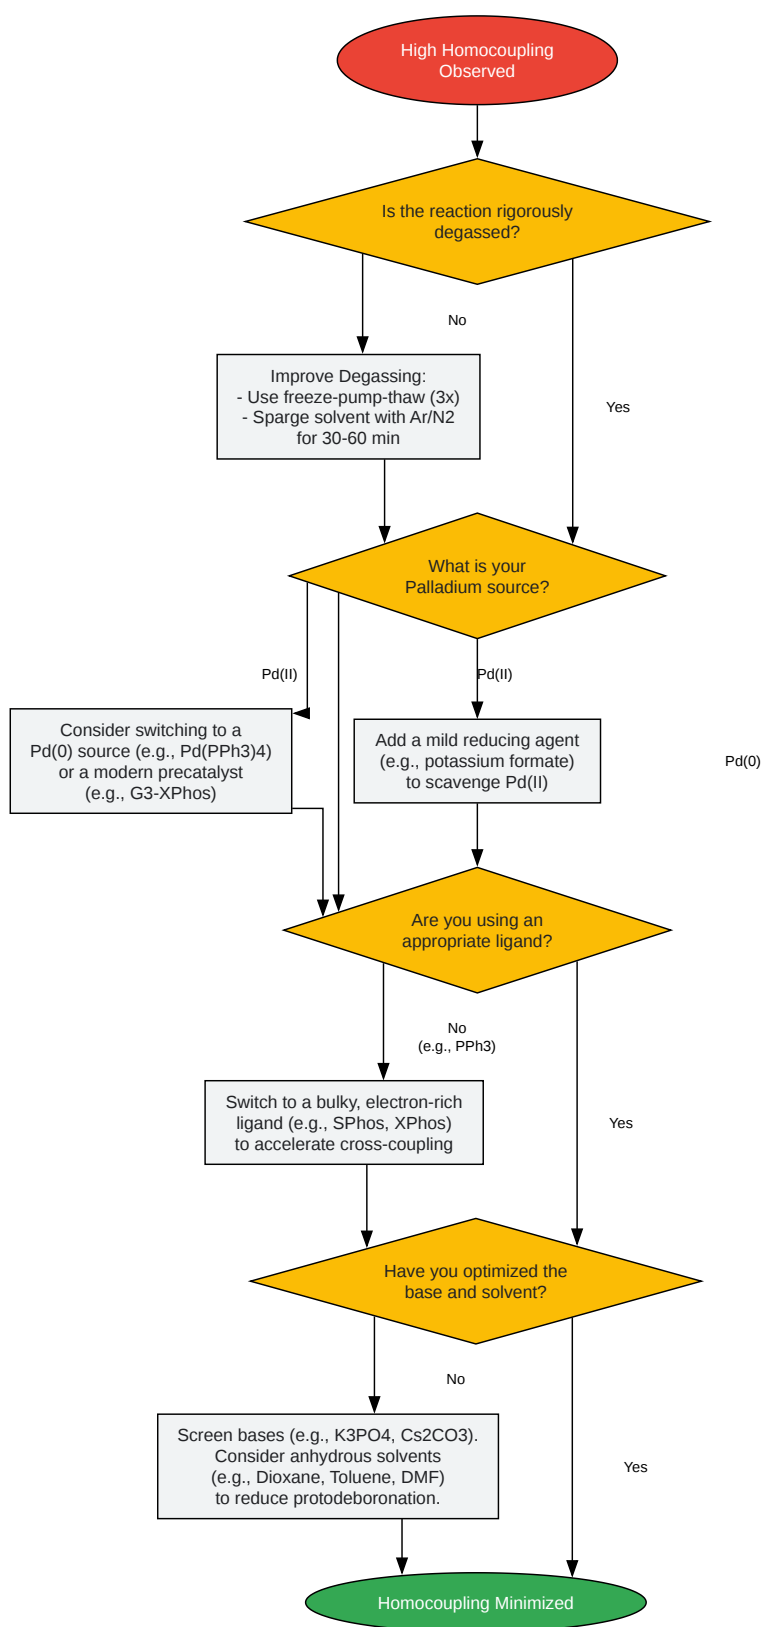 High Homocoupling
Observed
Is the reaction rigorously
degassed?
No
Improve Degassing:
- Use freeze-pump-thaw (3x)
- Sparge solvent with Ar/N2
for 30-60 min
Yes
What is your
Palladium source?
Pd(II)
Pd(II)
Consider switching to a
Pd(0) source (e.g., Pd(PPh3)4)
or a modern precatalyst
(e.g., G3-XPhos)
Add a mild reducing agent
(e.g., potassium formate)
to scavenge Pd(II)
Pd(0)
Are you using an
appropriate ligand?
No
(e.g., PPh3)
Switch to a bulky, electron-rich
ligand (e.g., SPhos, XPhos)
to accelerate cross-coupling
Yes
Have you optimized the
base and solvent?
No
Screen bases (e.g., K3PO4, Cs2CO3).
Consider anhydrous solvents
(e.g., Dioxane, Toluene, DMF)
to reduce protodeboronation.
Yes
Homocoupling Minimized